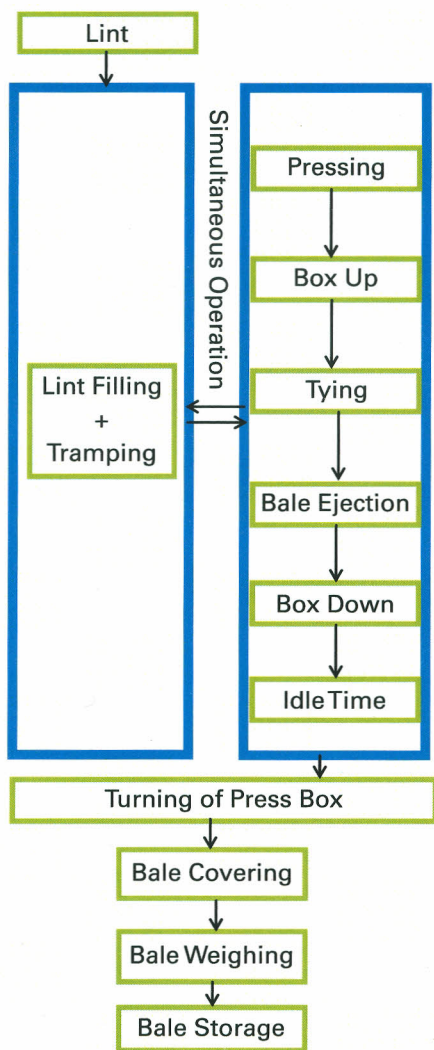 Lint
Simultaneous Operation
Lint Filling
+
Tramping
Pressing
Box Up
Tying
Bale Ejection
Box Down
Idle Time
Turning of Press Box
Bale Covering
Bale Weighing
Bale Storage